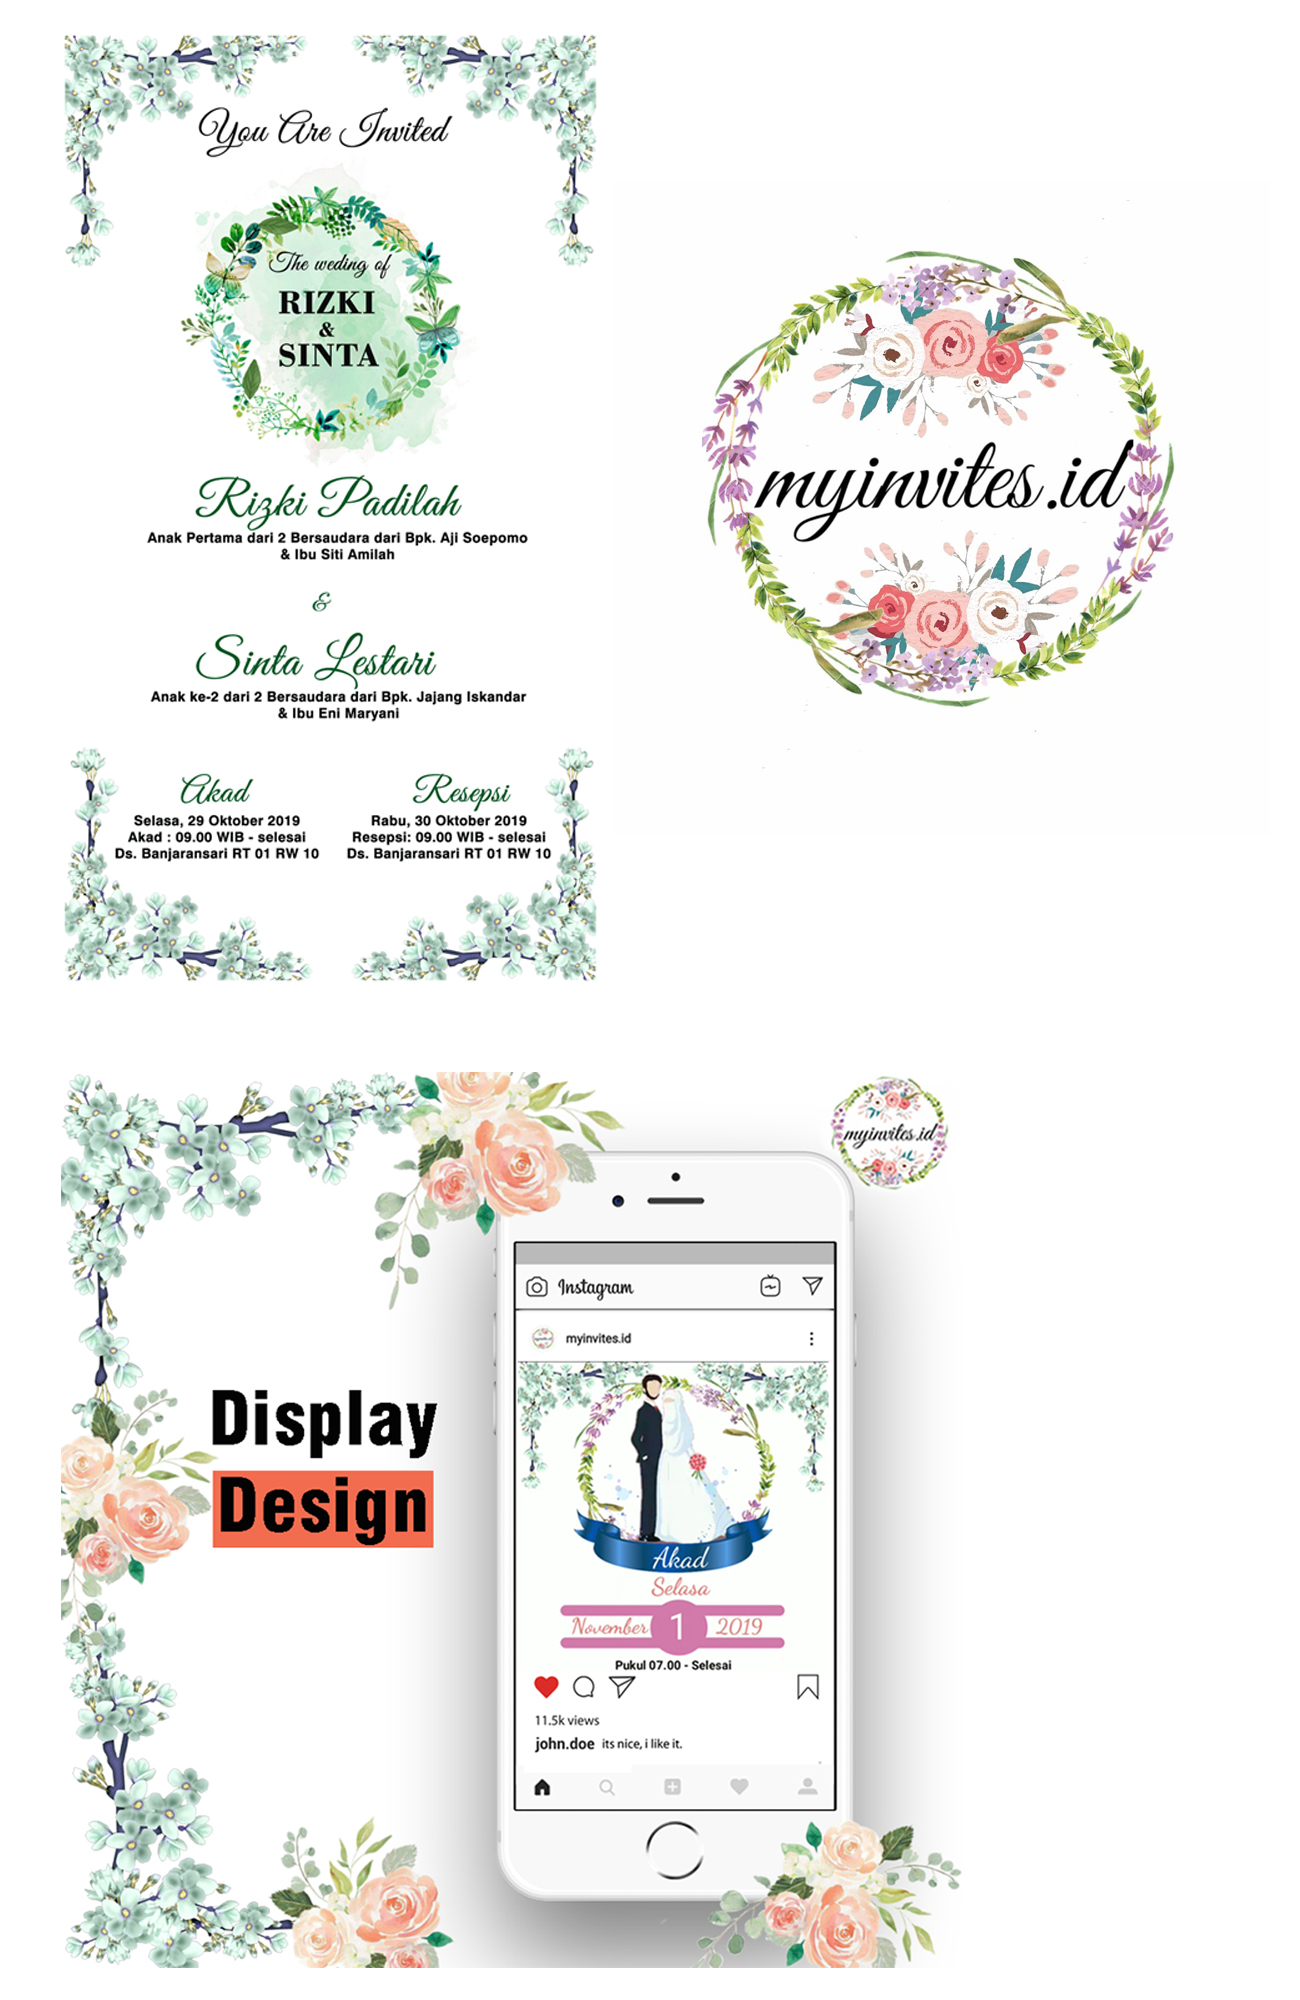 You Are Invited
The weding of
RIZKI
&
SINTA
Rizki Padilah
Anak Pertama dari 2 Bersaudara dari Bpk. Aji Soepomo
& Ibu Siti Amilah
&
Sinta Lestari
Anak ke-2 dari 2 Bersaudara dari Bpk. Jajang Iskandar
& Ibu Eni Maryani
Akad
Selasa, 29 Oktober 2019
Akad : 09.00 WIB - selesai
Ds. Banjaransari RT 01 RW 10
Resepsi
Rabu, 30 Oktober 2019
Resepsi: 09.00 WIB - selesai
Ds. Banjaransari RT 01 RW 10
myinvites.id
myinvites.id
Display
Design
Instagram
myinvites.id
Akad
Selasa
November 1 2019
Pukul 07.00 - Selesai
11.5k views
john.doe its nice, i like it.